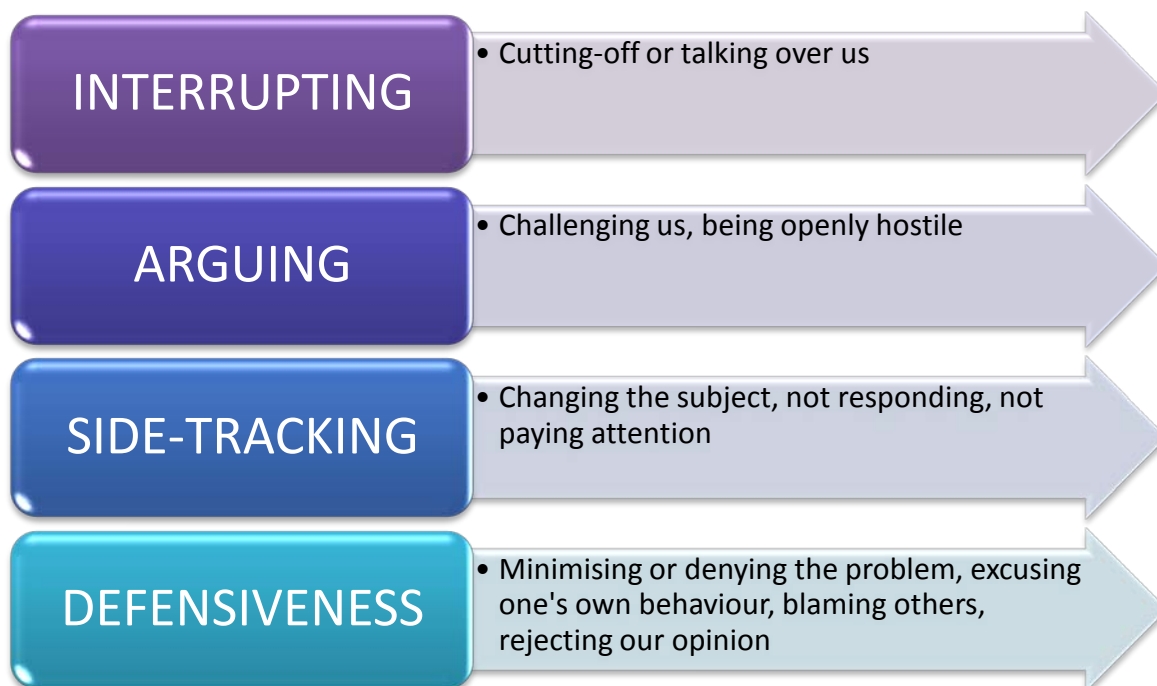 INTERRUPTING
• Cutting-off or talking over us
ARGUING
• Challenging us, being openly hostile
SIDE-TRACKING
• Changing the subject, not responding, not
paying attention
DEFENSIVENESS
• Minimising or denying the problem, excusing
one's own behaviour, blaming others,
rejecting our opinion